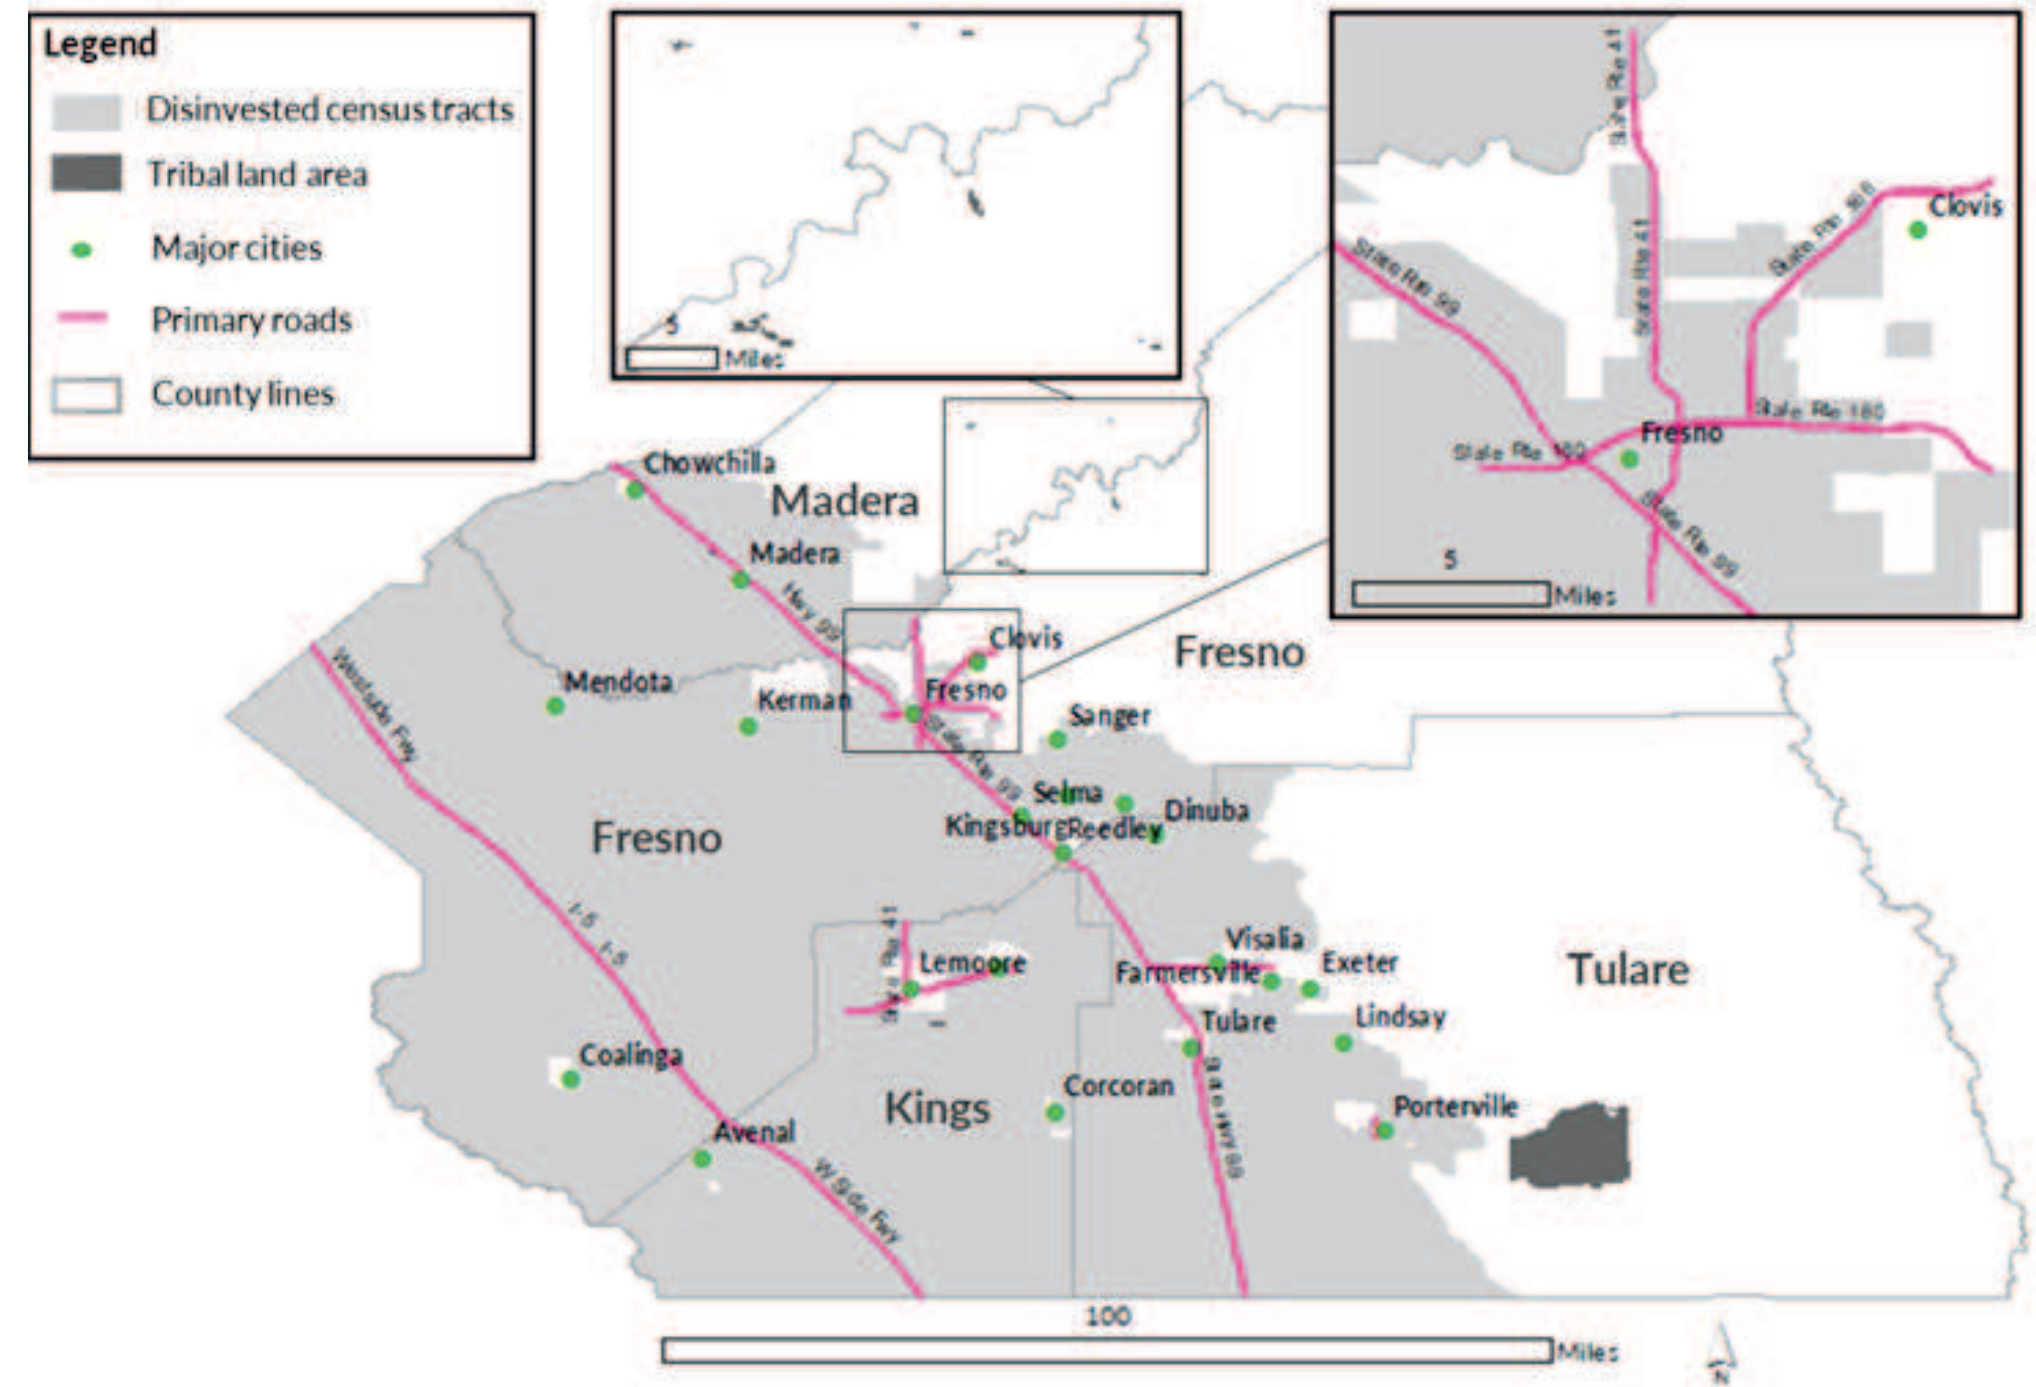 Legend
Disinvested census tracts
Tribal land area
Major cities
Primary roads
County lines
5
Miles
State Rte 41
State Rte 41
State Rte 99
Clovis
State Rte 180
Fresno
State Rte 180
State Rte 99
5
Miles
Chowchilla
Madera
Madera
Hwy 99
Clovis
Fresno
Westside Fwy
Mendota
Kerman
Fresno
Sanger
State Rte 99
Selma
Dinuba
Kingsburg
Reedley
Fresno
I-5
I-5
State Rte 41
Lemoore
Visalia
Farmersville
Exeter
Tulare
Tulare
Lindsay
Coalinga
Kings
Corcoran
Porterville
Avenal
W Side Fwy
100
Miles
N